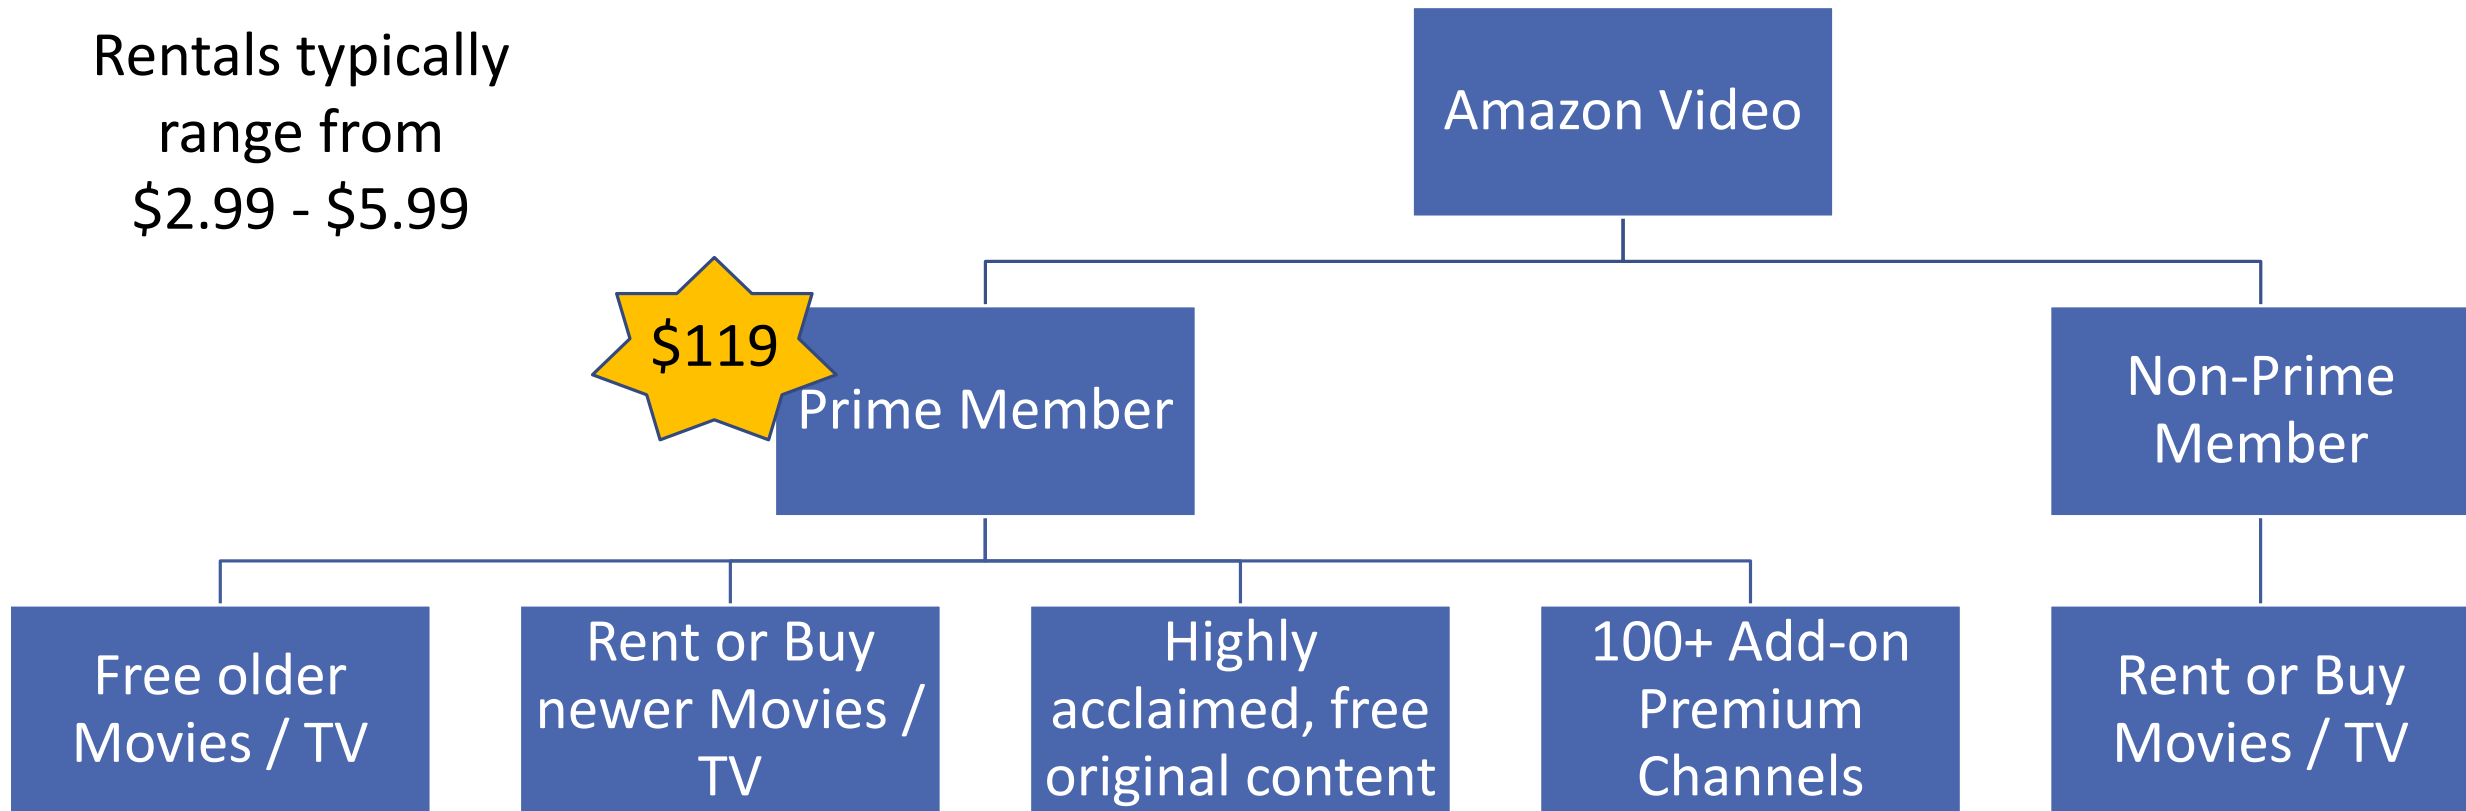 Rentals typically
range from
$2.99 - $5.99
Amazon Video
$119
Prime Member
Non-Prime
Member
Free older
Movies / TV
Rent or Buy
newer Movies /
TV
Highly
acclaimed, free
original content
100+ Add-on
Premium
Channels
Rent or Buy
Movies / TV